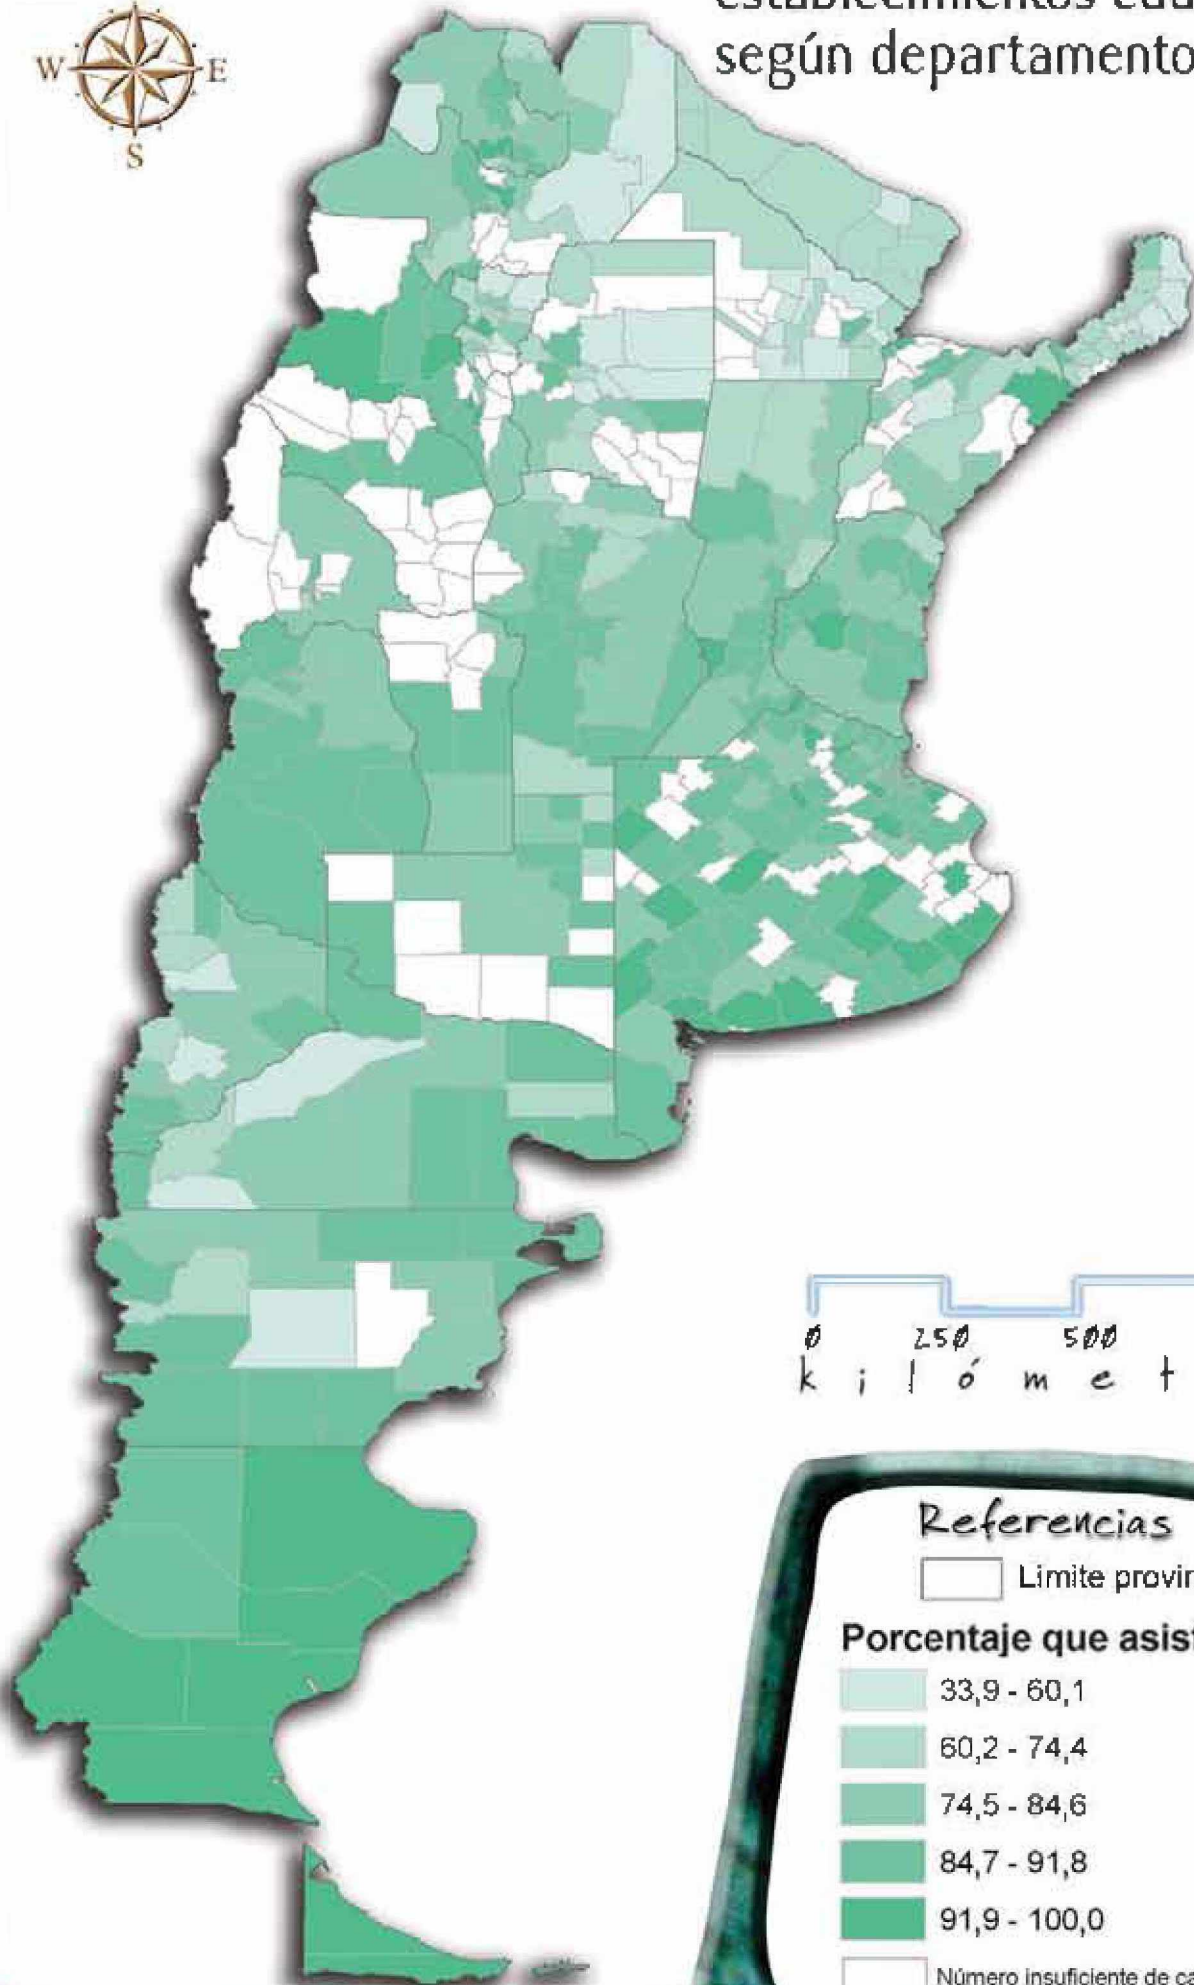 según departamento
W E
S
0 250 500
k i l ó m e t
Referencias
Limite provin
Porcentaje que asist
33,9 - 60,1
60,2 - 74,4
74,5 - 84,6
84,7 - 91,8
91,9 - 100,0
Número insuficiente de ca